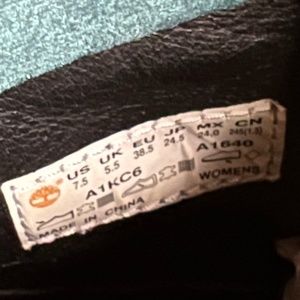 US UK EU JP MX CN
7.5 5.5 38.5 24.5 24.0 245(1.5)
A1KC6 A1640
WOMENS
MADE IN CHINA